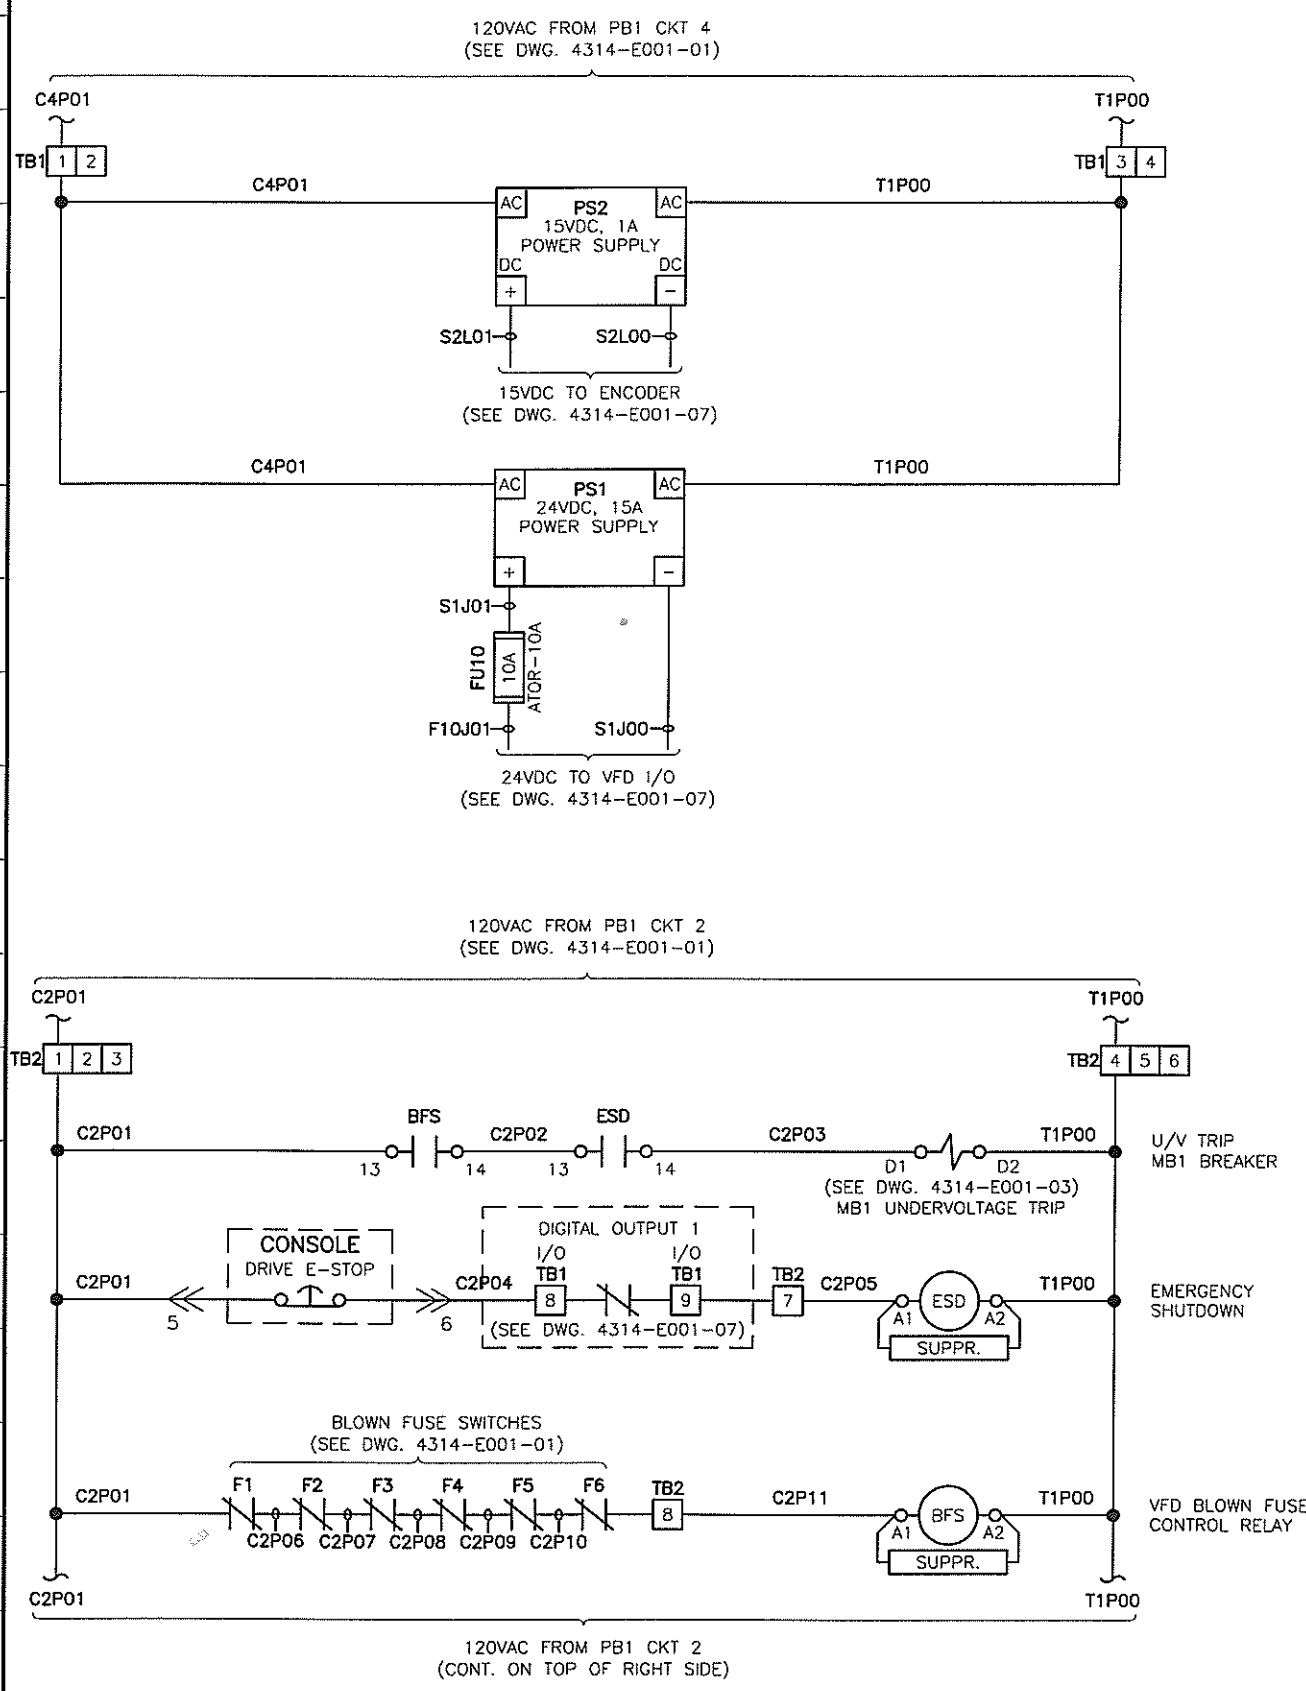 120VAC FROM PB1 CKT 4
(SEE DWG. 4314-E001-01)
C4P01
T1P00
TB1 1 2
TB1 3 4
C4P01
T1P00
AC
PS2
AC
15VDC, 1A
POWER SUPPLY
DC
DC
+
-
S2L01
S2L00
15VDC TO ENCODER
(SEE DWG. 4314-E001-07)
C4P01
T1P00
AC
PS1
AC
24VDC, 15A
POWER SUPPLY
+
-
S1J01
FU10
10A
ATQR-10A
F10J01
S1J00
24VDC TO VFD I/O
(SEE DWG. 4314-E001-07)
120VAC FROM PB1 CKT 2
(SEE DWG. 4314-E001-01)
C2P01
T1P00
TB2 1 2 3
TB2 4 5 6
C2P01
BFS
13
14
C2P02
ESD
13
14
C2P03
D1
D2
T1P00
(SEE DWG. 4314-E001-03)
MB1 UNDERVOLTAGE TRIP
U/V TRIP
MB1 BREAKER
C2P01
5
CONSOLE
DRIVE E-STOP
6
C2P04
DIGITAL OUTPUT 1
I/O
I/O
TB1
TB1
8
9
(SEE DWG. 4314-E001-07)
TB2
7
C2P05
ESD
A1
A2
SUPPR.
T1P00
EMERGENCY
SHUTDOWN
BLOWN FUSE SWITCHES
(SEE DWG. 4314-E001-01)
C2P01
F1
F2
F3
F4
F5
F6
C2P06
C2P07
C2P08
C2P09
C2P10
TB2
8
C2P11
BFS
A1
A2
SUPPR.
T1P00
VFD BLOWN FUSE
CONTROL RELAY
C2P01
T1P00
120VAC FROM PB1 CKT 2
(CONT. ON TOP OF RIGHT SIDE)